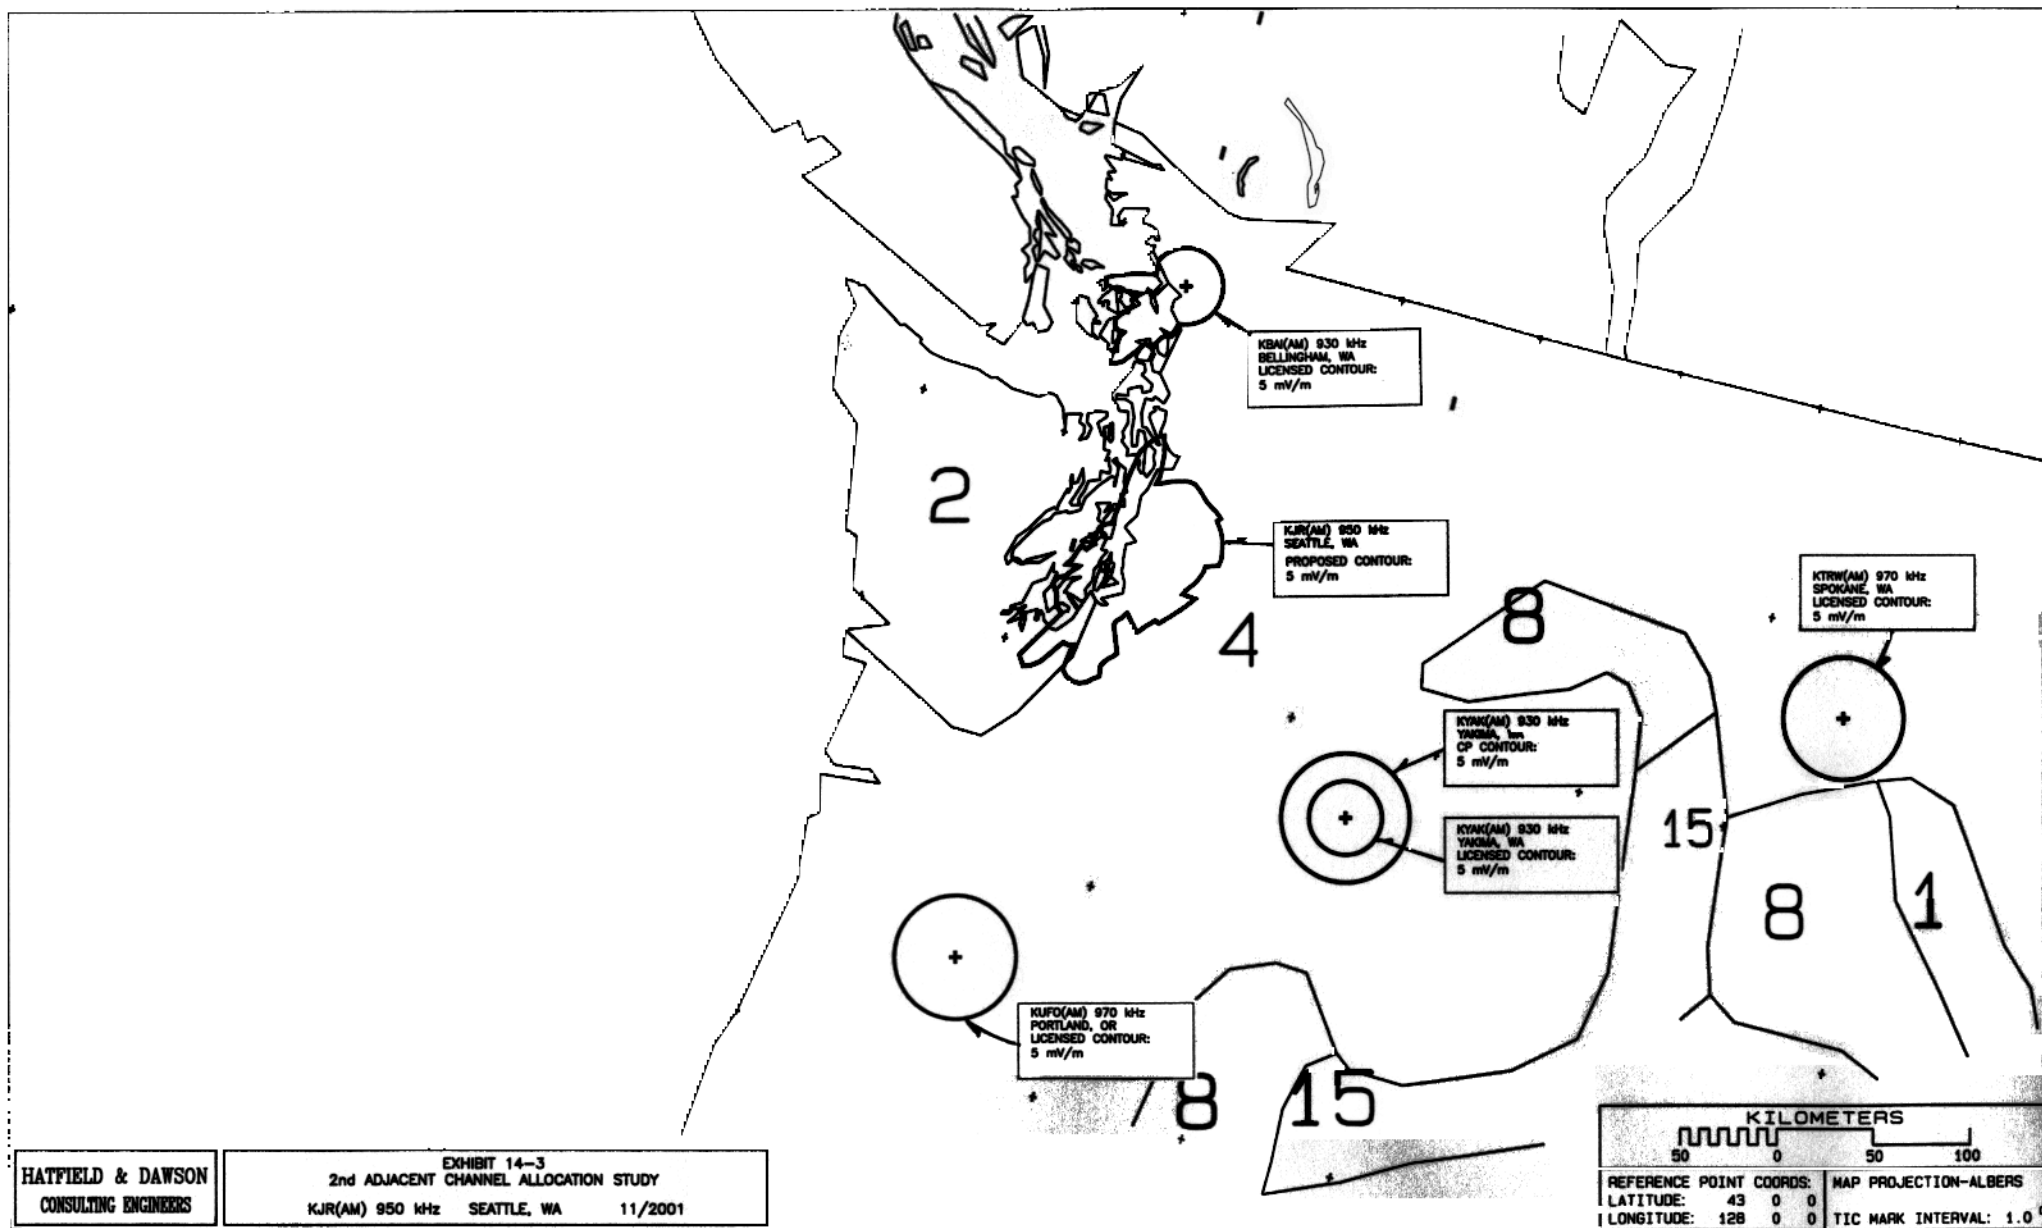 KBAI(AM) 930 kHz
BELLINGHAM, WA
LICENSED CONTOUR:
5 mV/m
2
KJR(AM) 950 kHz
SEATTLE, WA
PROPOSED CONTOUR:
5 mV/m
4
8
KTRW(AM) 970 kHz
SPOKANE, WA
LICENSED CONTOUR:
5 mV/m
KYAK(AM) 930 kHz
YAKIMA,
CP CONTOUR:
5 mV/m
KYAK(AM) 930 kHz
YAKIMA, WA
LICENSED CONTOUR:
5 mV/m
15
8
1
KUFO(AM) 970 kHz
PORTLAND, OR
LICENSED CONTOUR:
5 mV/m
8
15
KILOMETERS
50 0 50 100
REFERENCE POINT COORDS:
LATITUDE: 43 0 0
LONGITUDE: 128 0 0
MAP PROJECTION-ALBERS
TIC MARK INTERVAL: 1.0
HATFIELD & DAWSON
CONSULTING ENGINEERS
EXHIBIT 14-3
2nd ADJACENT CHANNEL ALLOCATION STUDY
KJR(AM) 950 kHz SEATTLE, WA 11/2001